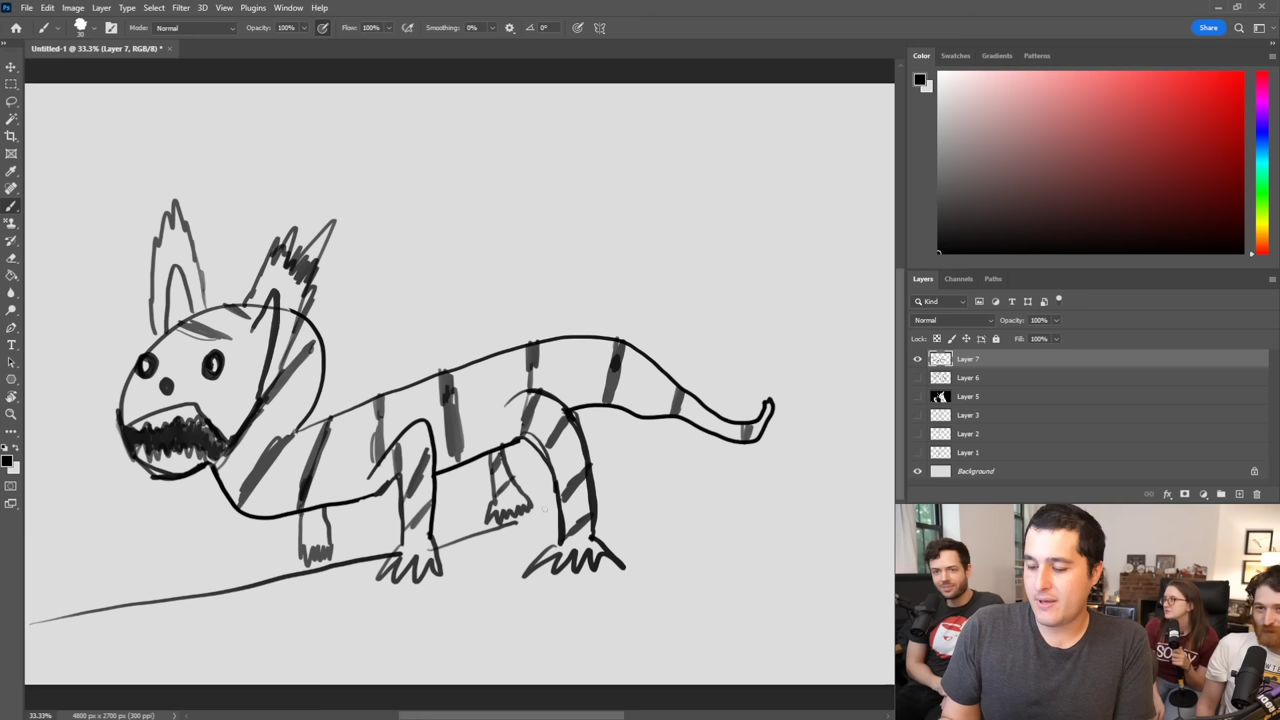 Ps File Edit Image Layer Type Select Filter 3D View Plugins Window Help
30 Mode: Normal Opacity: 100% Flow: 100% Smoothing: 0% 0° Share
Untitled-1 @ 33.3% (Layer 7, RGB/8) * ×
Color Swatches Gradients Patterns
Layers Channels Paths
Kind
Normal Opacity: 100%
Lock: Fill: 100%
Layer 7
Layer 6
Layer 5
Layer 3
Layer 2
Layer 1
Background
fx
33.33% 4800 px x 2700 px (300 ppi)